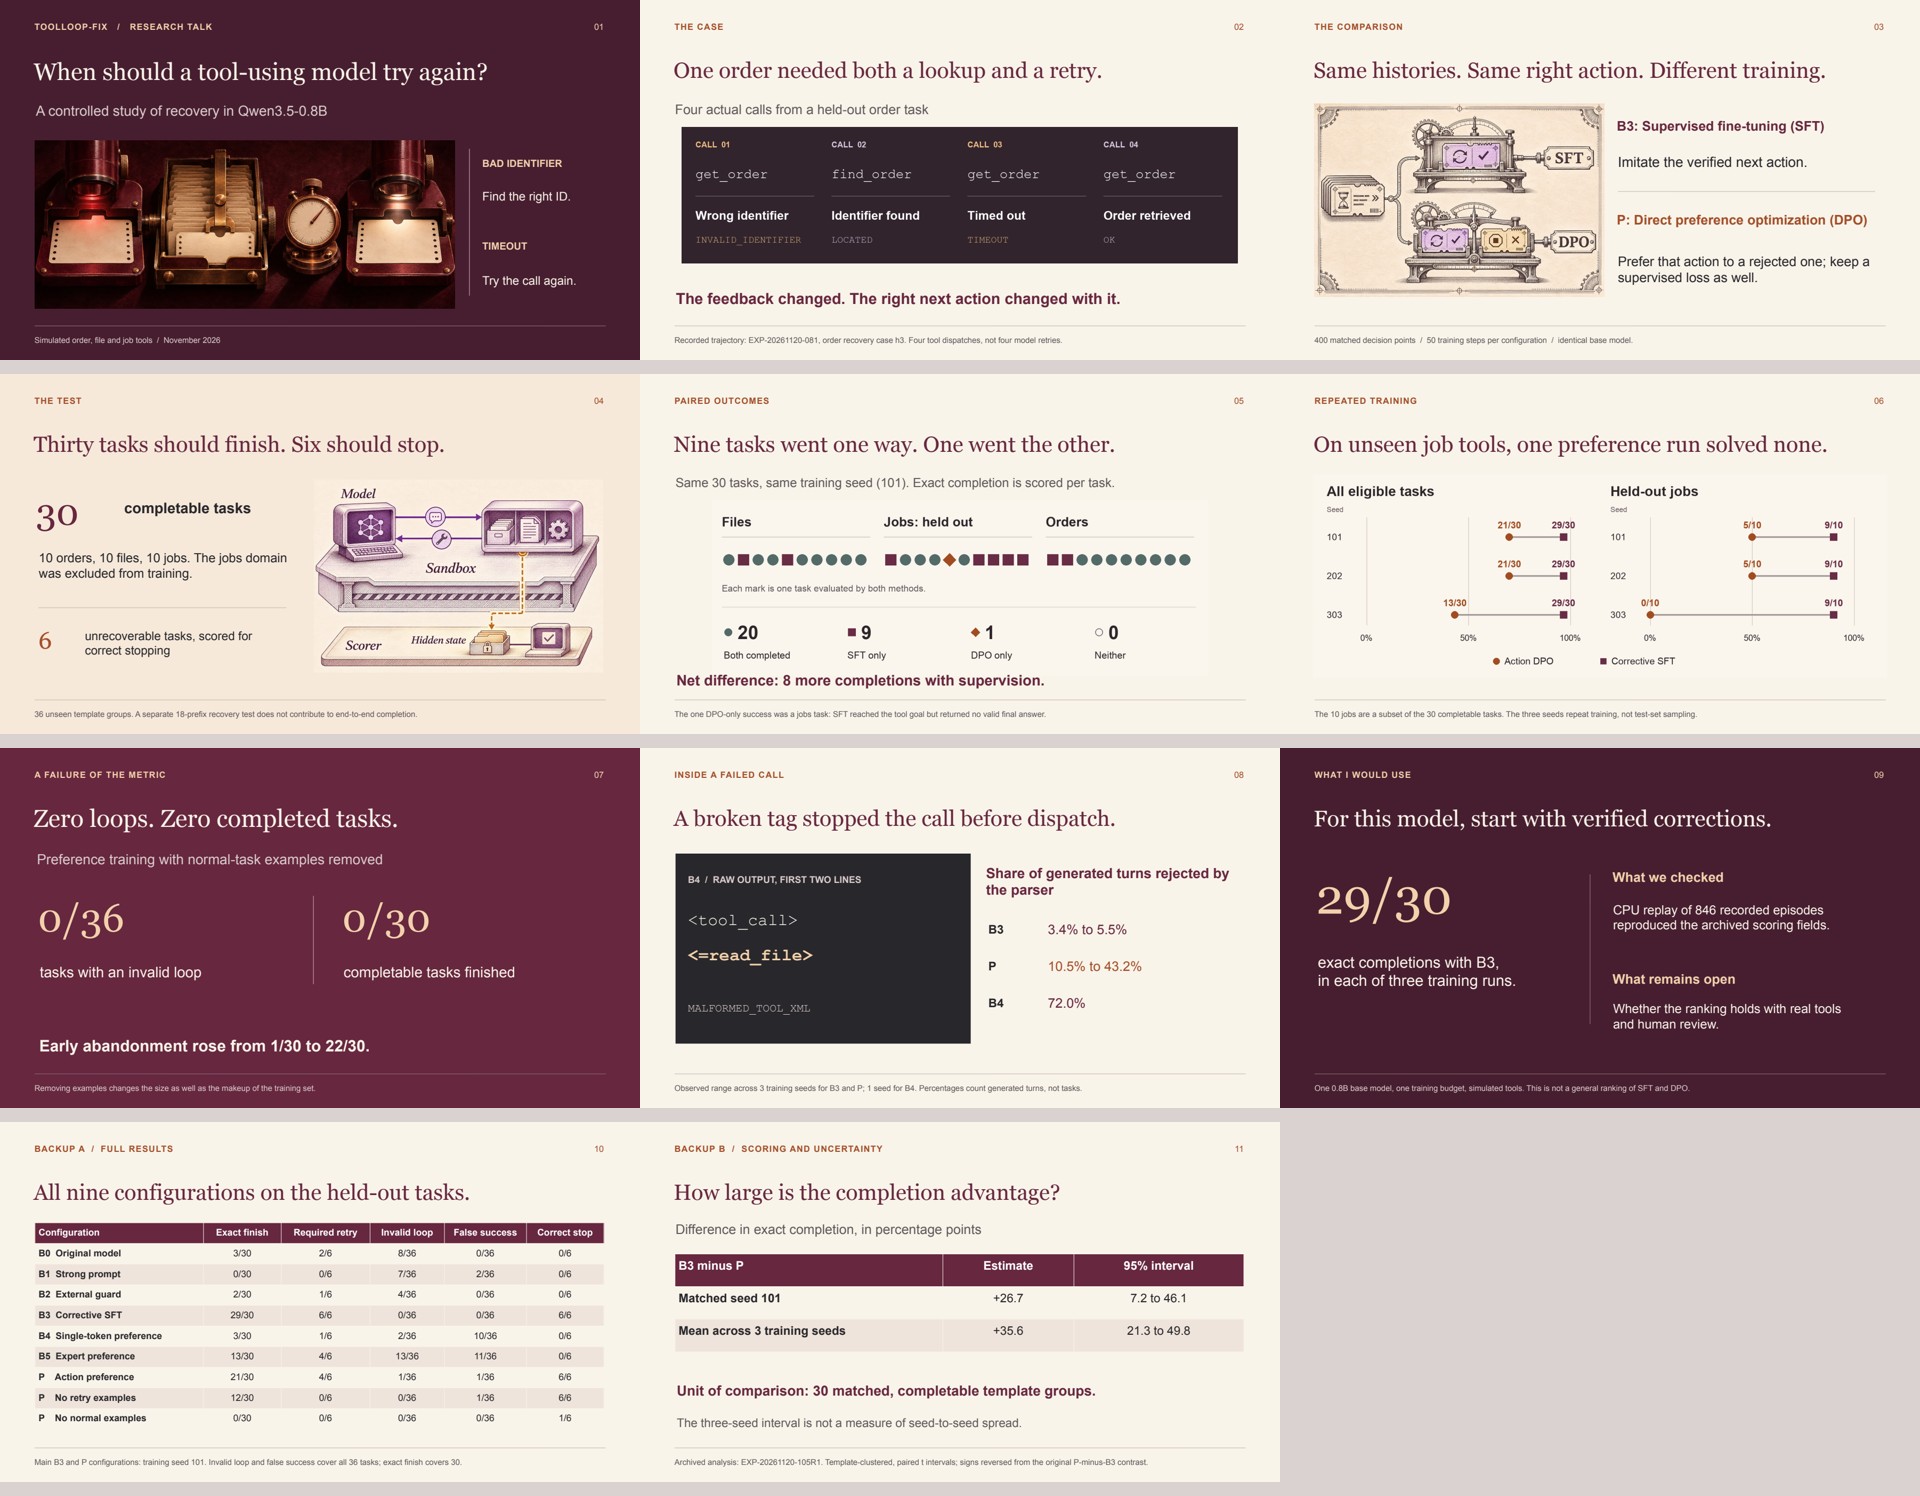 TOOLLOOP-FIX / RESEARCH TALK
01
When should a tool-using model try again?
A controlled study of recovery in Qwen3.5-0.8B
BAD IDENTIFIER
Find the right ID.
TIMEOUT
Try the call again.
Simulated order, file and job tools / November 2026
THE CASE
02
One order needed both a lookup and a retry.
Four actual calls from a held-out order task
CALL 01
get_order
Wrong identifier
INVALID_IDENTIFIER
CALL 02
find_order
Identifier found
LOCATED
CALL 03
get_order
Timed out
TIMEOUT
CALL 04
get_order
Order retrieved
OK
The feedback changed. The right next action changed with it.
Recorded trajectory: EXP-20261120-081, order recovery case h3. Four tool dispatches, not four model retries.
THE COMPARISON
03
Same histories. Same right action. Different training.
SFT
DPO
B3: Supervised fine-tuning (SFT)
Imitate the verified next action.
P: Direct preference optimization (DPO)
Prefer that action to a rejected one; keep a
supervised loss as well.
400 matched decision points / 50 training steps per configuration / identical base model.
THE TEST
04
Thirty tasks should finish. Six should stop.
30 completable tasks
10 orders, 10 files, 10 jobs. The jobs domain
was excluded from training.
6 unrecoverable tasks, scored for
correct stopping
Model
Sandbox
Scorer
Hidden state
36 unseen template groups. A separate 18-prefix recovery test does not contribute to end-to-end completion.
PAIRED OUTCOMES
05
Nine tasks went one way. One went the other.
Same 30 tasks, same training seed (101). Exact completion is scored per task.
Files
Jobs: held out
Orders
Each mark is one task evaluated by both methods.
20
Both completed
9
SFT only
1
DPO only
0
Neither
Net difference: 8 more completions with supervision.
The one DPO-only success was a jobs task: SFT reached the tool goal but returned no valid final answer.
REPEATED TRAINING
06
On unseen job tools, one preference run solved none.
All eligible tasks
Seed
101 21/30 29/30
202 21/30 29/30
303 13/30 29/30
0% 50% 100%
Held-out jobs
Seed
101 5/10 9/10
202 5/10 9/10
303 0/10 9/10
0% 50% 100%
Action DPO
Corrective SFT
The 10 jobs are a subset of the 30 completable tasks. The three seeds repeat training, not test-set sampling.
A FAILURE OF THE METRIC
07
Zero loops. Zero completed tasks.
Preference training with normal-task examples removed
0/36
tasks with an invalid loop
0/30
completable tasks finished
Early abandonment rose from 1/30 to 22/30.
Removing examples changes the size as well as the makeup of the training set.
INSIDE A FAILED CALL
08
A broken tag stopped the call before dispatch.
B4 / RAW OUTPUT, FIRST TWO LINES
<tool_call>
<=read_file>
MALFORMED_TOOL_XML
Share of generated turns rejected by
the parser
B3 3.4% to 5.5%
P 10.5% to 43.2%
B4 72.0%
Observed range across 3 training seeds for B3 and P; 1 seed for B4. Percentages count generated turns, not tasks.
WHAT I WOULD USE
09
For this model, start with verified corrections.
29/30
exact completions with B3,
in each of three training runs.
What we checked
CPU replay of 846 recorded episodes
reproduced the archived scoring fields.
What remains open
Whether the ranking holds with real tools
and human review.
One 0.8B base model, one training budget, simulated tools. This is not a general ranking of SFT and DPO.
BACKUP A / FULL RESULTS
10
All nine configurations on the held-out tasks.
Configuration Exact finish Required retry Invalid loop False success Correct stop
B0 Original model 3/30 2/6 8/36 0/36 0/6
B1 Strong prompt 0/30 0/6 7/36 2/36 0/6
B2 External guard 2/30 1/6 4/36 0/36 0/6
B3 Corrective SFT 29/30 6/6 0/36 0/36 6/6
B4 Single-token preference 3/30 1/6 2/36 10/36 0/6
B5 Expert preference 13/30 4/6 13/36 11/36 0/6
P Action preference 21/30 4/6 1/36 1/36 6/6
P No retry examples 12/30 0/6 0/36 1/36 6/6
P No normal examples 0/30 0/6 0/36 0/36 1/6
Main B3 and P configurations: training seed 101. Invalid loop and false success cover all 36 tasks; exact finish covers 30.
BACKUP B / SCORING AND UNCERTAINTY
11
How large is the completion advantage?
Difference in exact completion, in percentage points
B3 minus P Estimate 95% interval
Matched seed 101 +26.7 7.2 to 46.1
Mean across 3 training seeds +35.6 21.3 to 49.8
Unit of comparison: 30 matched, completable template groups.
The three-seed interval is not a measure of seed-to-seed spread.
Archived analysis: EXP-20261120-105R1. Template-clustered, paired t intervals; signs reversed from the original P-minus-B3 contrast.